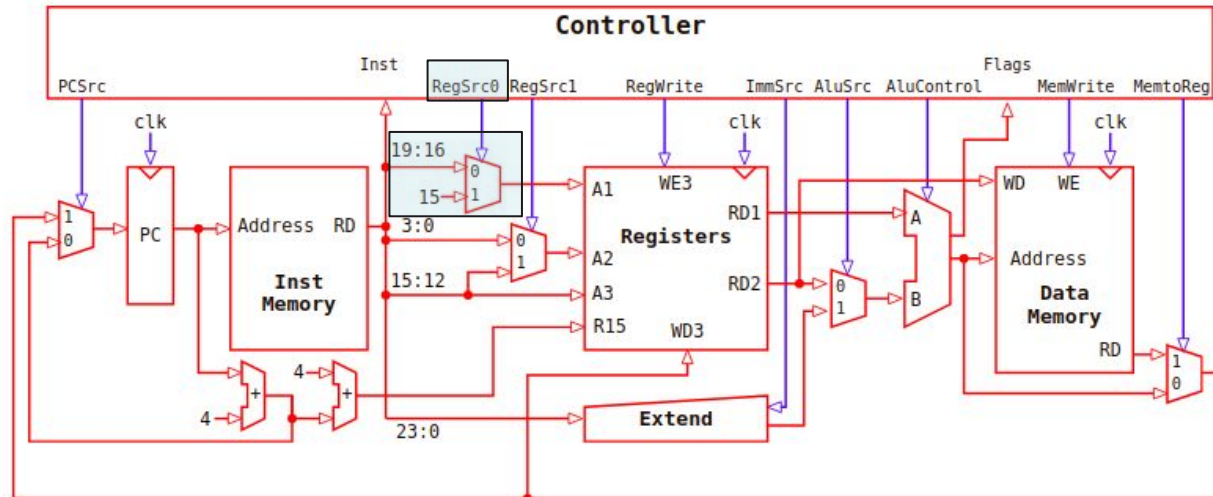 Controller
Inst Flags
PCSrc RegSrc0 RegSrc1 RegWrite ImmSrc AluSrc AluControl MemWrite MemtoReg
clk clk clk
19:16
0
15 1
3:0
15:12
23:0
1
0
PC
Address RD
Inst
Memory
0
1
WE3
A1
A2
A3
R15
RD1
RD2
WD3
Registers
4
+
4
4
+
Extend
0
1
A
B
WD WE
Address
Data
Memory
RD
1
0